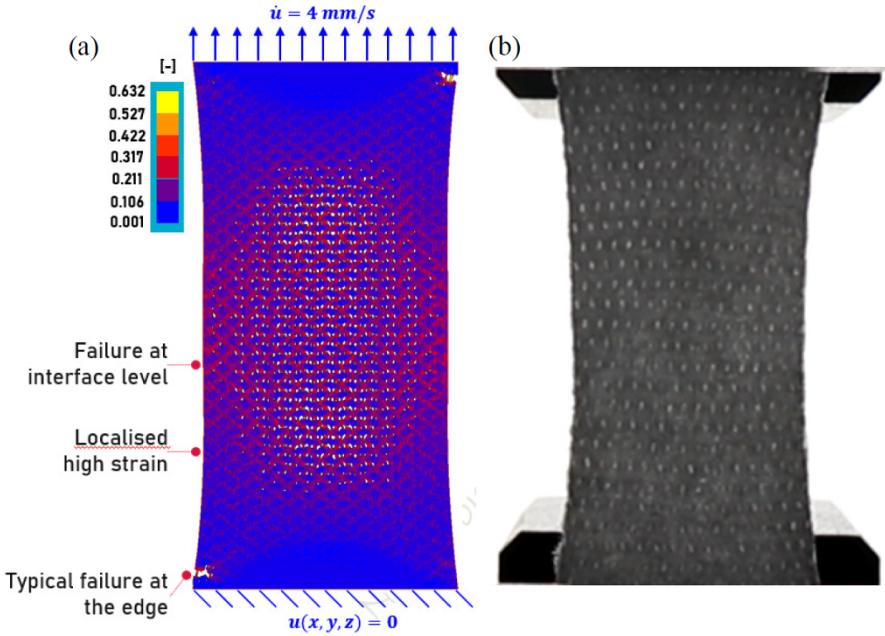 u̇ = 4 mm/s
(a)
(b)
[-]
0.632
0.527
0.422
0.317
0.211
0.106
0.001
Failure at
interface level
Localised
high strain
Typical failure at
the edge
u(x, y, z) = 0